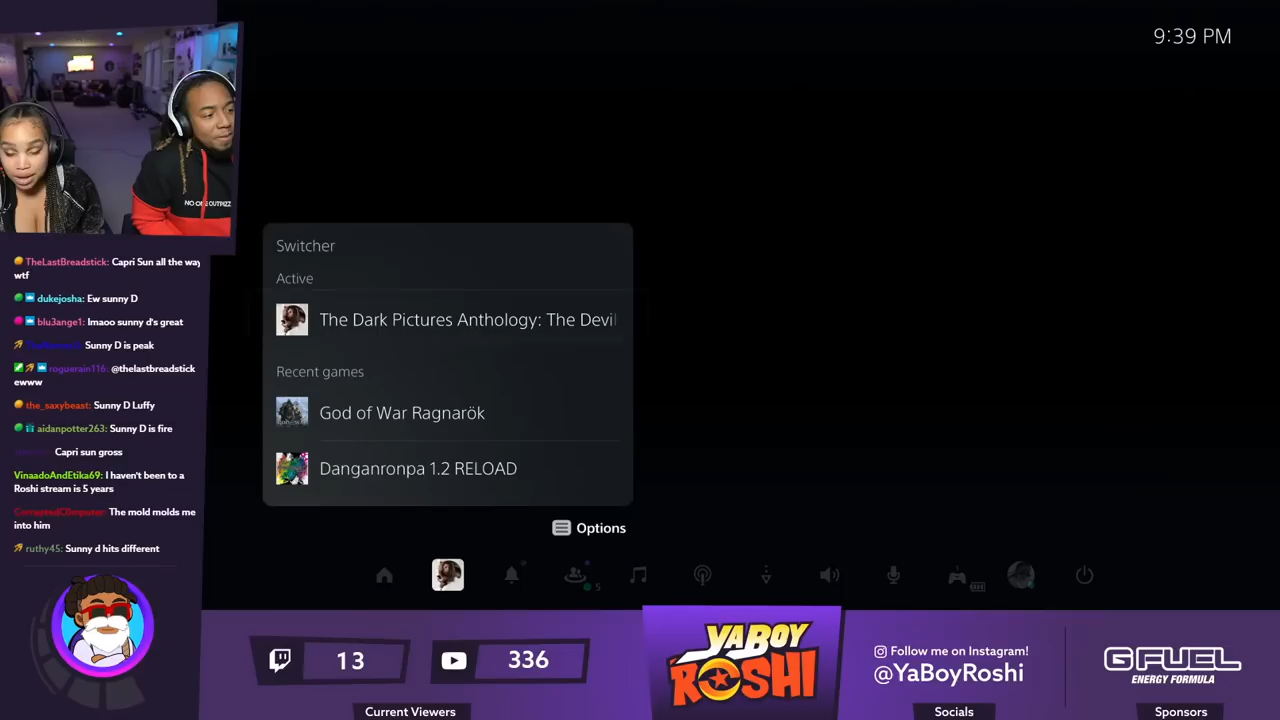 9:39 PM
NO ONE OUTPIZZ
TheLastBreadstick: Capri Sun all the way
wtf
dukejosha: Ew sunny D
blu3ange1: lmaoo sunny d's great
Sunny D is peak
roguerain116: @thelastbreadstick
ewww
the_saxybeast: Sunny D Luffy
aidanpotter263: Sunny D is fire
Capri sun gross
VinaadoAndEtika69: I haven't been to a
Roshi stream is 5 years
The mold molds me
into him
ruthy45: Sunny d hits different
Switcher
Active
The Dark Pictures Anthology: The Devil
Recent games
God of War Ragnarök
Danganronpa 1.2 RELOAD
Options
5
13
336
Current Viewers
YABOY
ROSHI
Follow me on Instagram!
@YaBoyRoshi
Socials
G FUEL
ENERGY FORMULA
Sponsors